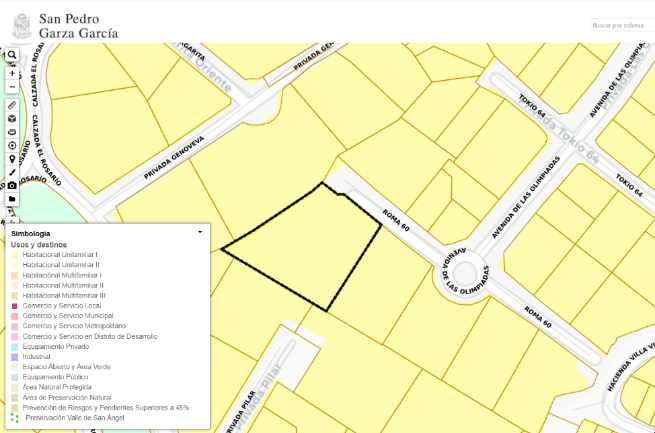 San Pedro
Garza García
Buscar por colonia
PRIVADA GENOVEVA
CALZADA EL ROSARIO
CALZADA EL ROSARIO
TOKIO 64
Privada Tokio 64
TOKIO 64
AVENIDA DE LAS OLIMPIADAS
AVENIDA DE LAS OLIMPIADAS
ROMA 60
AVENIDA DE LAS OLIMPIADAS
ROMA 60
HACIENDA VILLA
PRIVADA PILAR
Privada Pilar
Simbología
Usos y destinos
Habitacional Unifamiliar I
Habitacional Unifamiliar II
Habitacional Multifamiliar I
Habitacional Multifamiliar II
Habitacional Multifamiliar III
Comercio y Servicio Local
Comercio y Servicio Municipal
Comercio y Servicio Metropolitano
Comercio y Servicio en Distrito de Desarrollo
Equipamiento Privado
Industrial
Espacio Abierto y Área Verde
Equipamiento Público
Área Natural Protegida
Área de Preservación Natural
Prevención de Riesgos y Pendientes Superiores a 45%
Preservación Valle de San Ángel